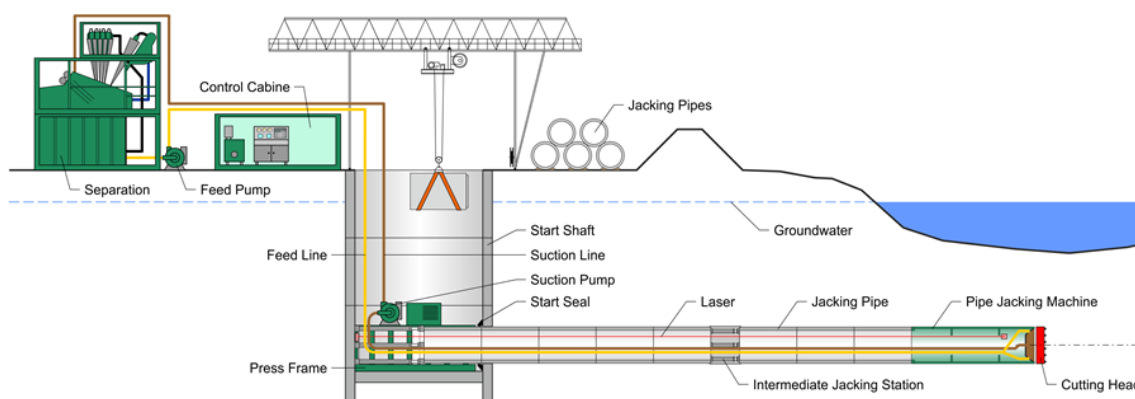 Control Cabine
Jacking Pipes
Separation
Feed Pump
Start Shaft
Groundwater
Feed Line
Suction Line
Suction Pump
Start Seal
Laser
Jacking Pipe
Pipe Jacking Machine
Press Frame
Intermediate Jacking Station
Cutting Head